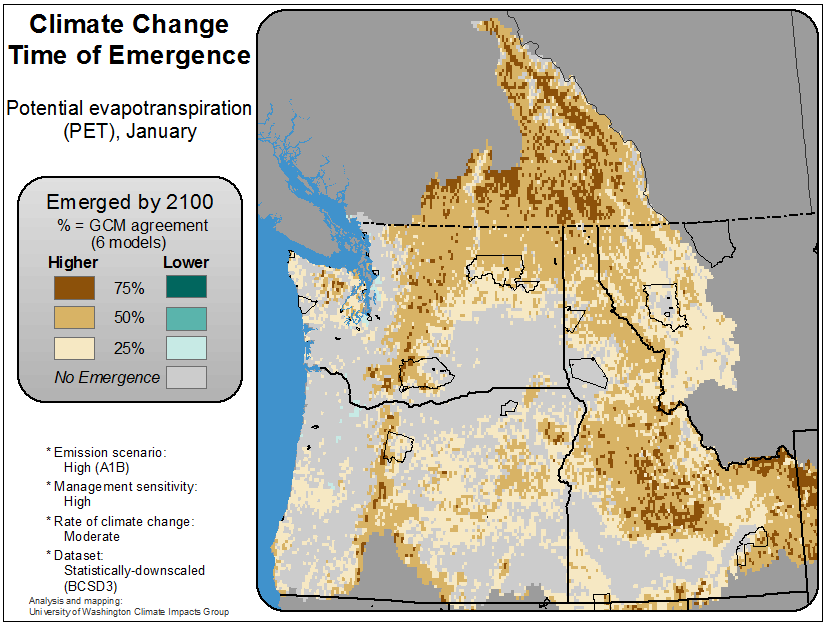 Climate Change
Time of Emergence
Potential evapotranspiration
(PET), January
Emerged by 2100
% = GCM agreement
(6 models)
Higher Lower
75%
50%
25%
No Emergence
* Emission scenario:
High (A1B)
* Management sensitivity:
High
* Rate of climate change:
Moderate
* Dataset:
Statistically-downscaled
(BCSD3)
Analysis and mapping:
University of Washington Climate Impacts Group